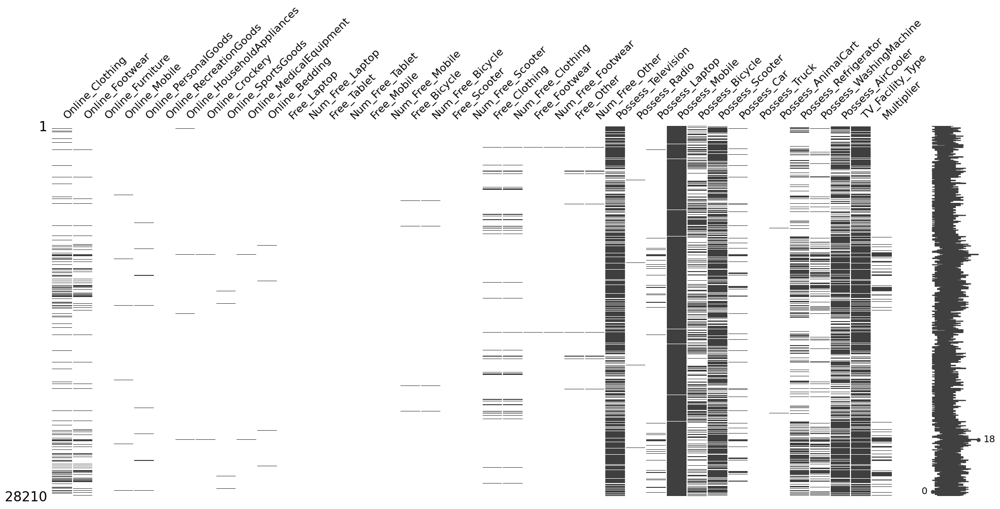 Online_Clothing
Online_Footwear
Online_Furniture
Online_Mobile
Online_PersonalGoods
Online_RecreationGoods
Online_HouseholdAppliances
Online_Crockery
Online_SportsGoods
Online_MedicalEquipment
Online_Bedding
Free_Laptop
Num_Free_Laptop
Free_Tablet
Num_Free_Tablet
Free_Mobile
Num_Free_Mobile
Free_Bicycle
Num_Free_Bicycle
Free_Scooter
Num_Free_Scooter
Free_Clothing
Num_Free_Clothing
Free_Footwear
Num_Free_Footwear
Free_Other
Num_Free_Other
Possess_Television
Possess_Radio
Possess_Laptop
Possess_Mobile
Possess_Bicycle
Possess_Scooter
Possess_Car
Possess_Truck
Possess_AnimalCart
Possess_Refrigerator
Possess_WashingMachine
Possess_AirCooler
TV_Facility_Type
Multiplier
1
18
0
28210